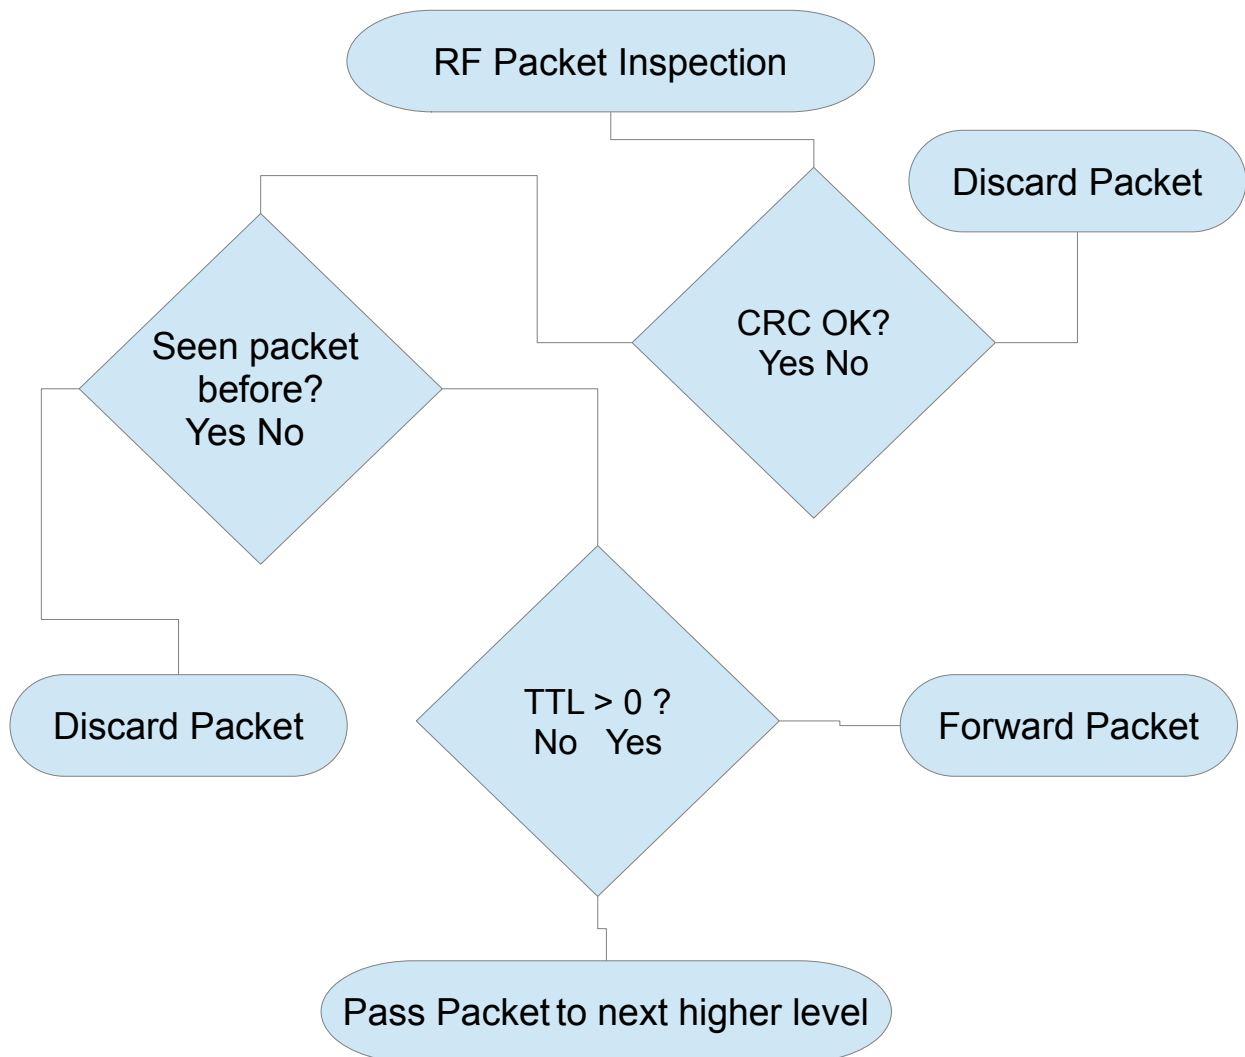 RF Packet Inspection
Discard Packet
CRC OK?
Yes No
Seen packet
before?
Yes No
TTL > 0 ?
No Yes
Discard Packet
Forward Packet
Pass Packet to next higher level